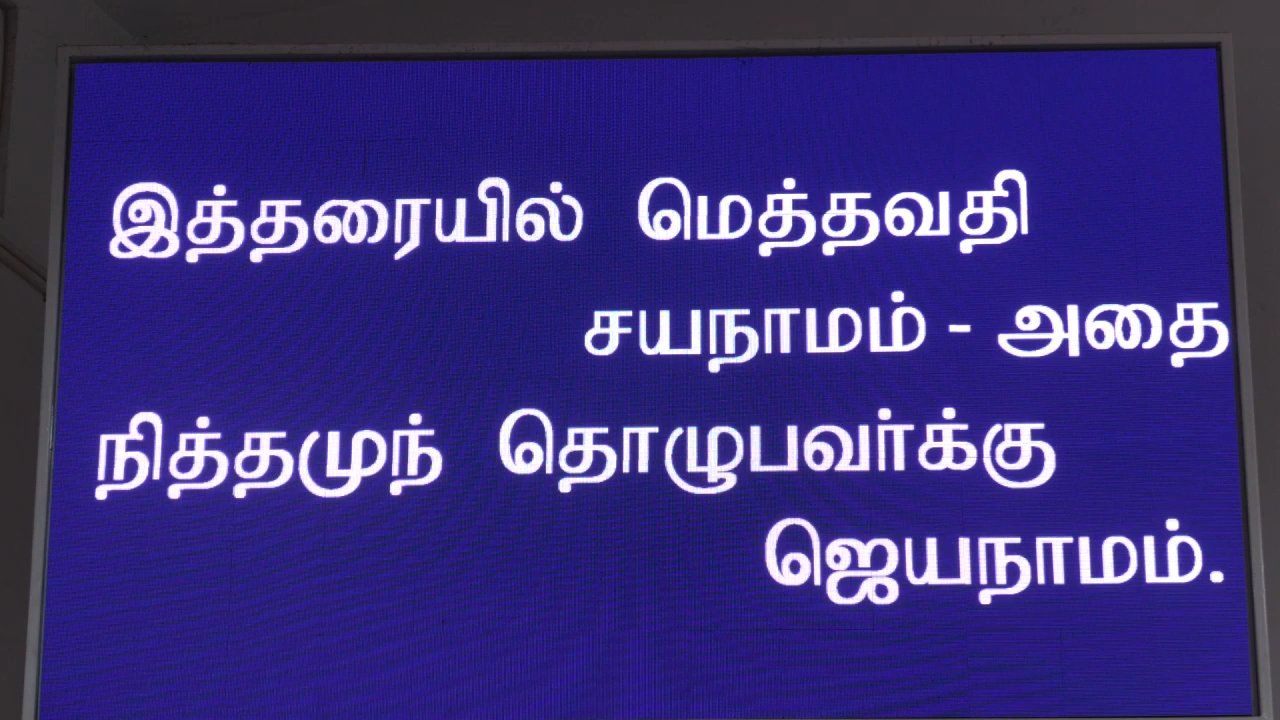 இத்தரையில் மெத்தவதி
சயநாமம் - அதை
நித்தமுந் தொழுபவர்க்கு
ஜெயநாமம்.